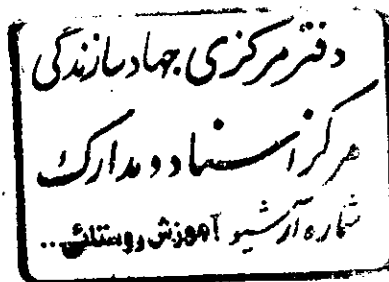 دفتر مرکزی جهاد سازندگی
مرکز اسناد و مدارک
شماره آرشیو آموزش روستائی...